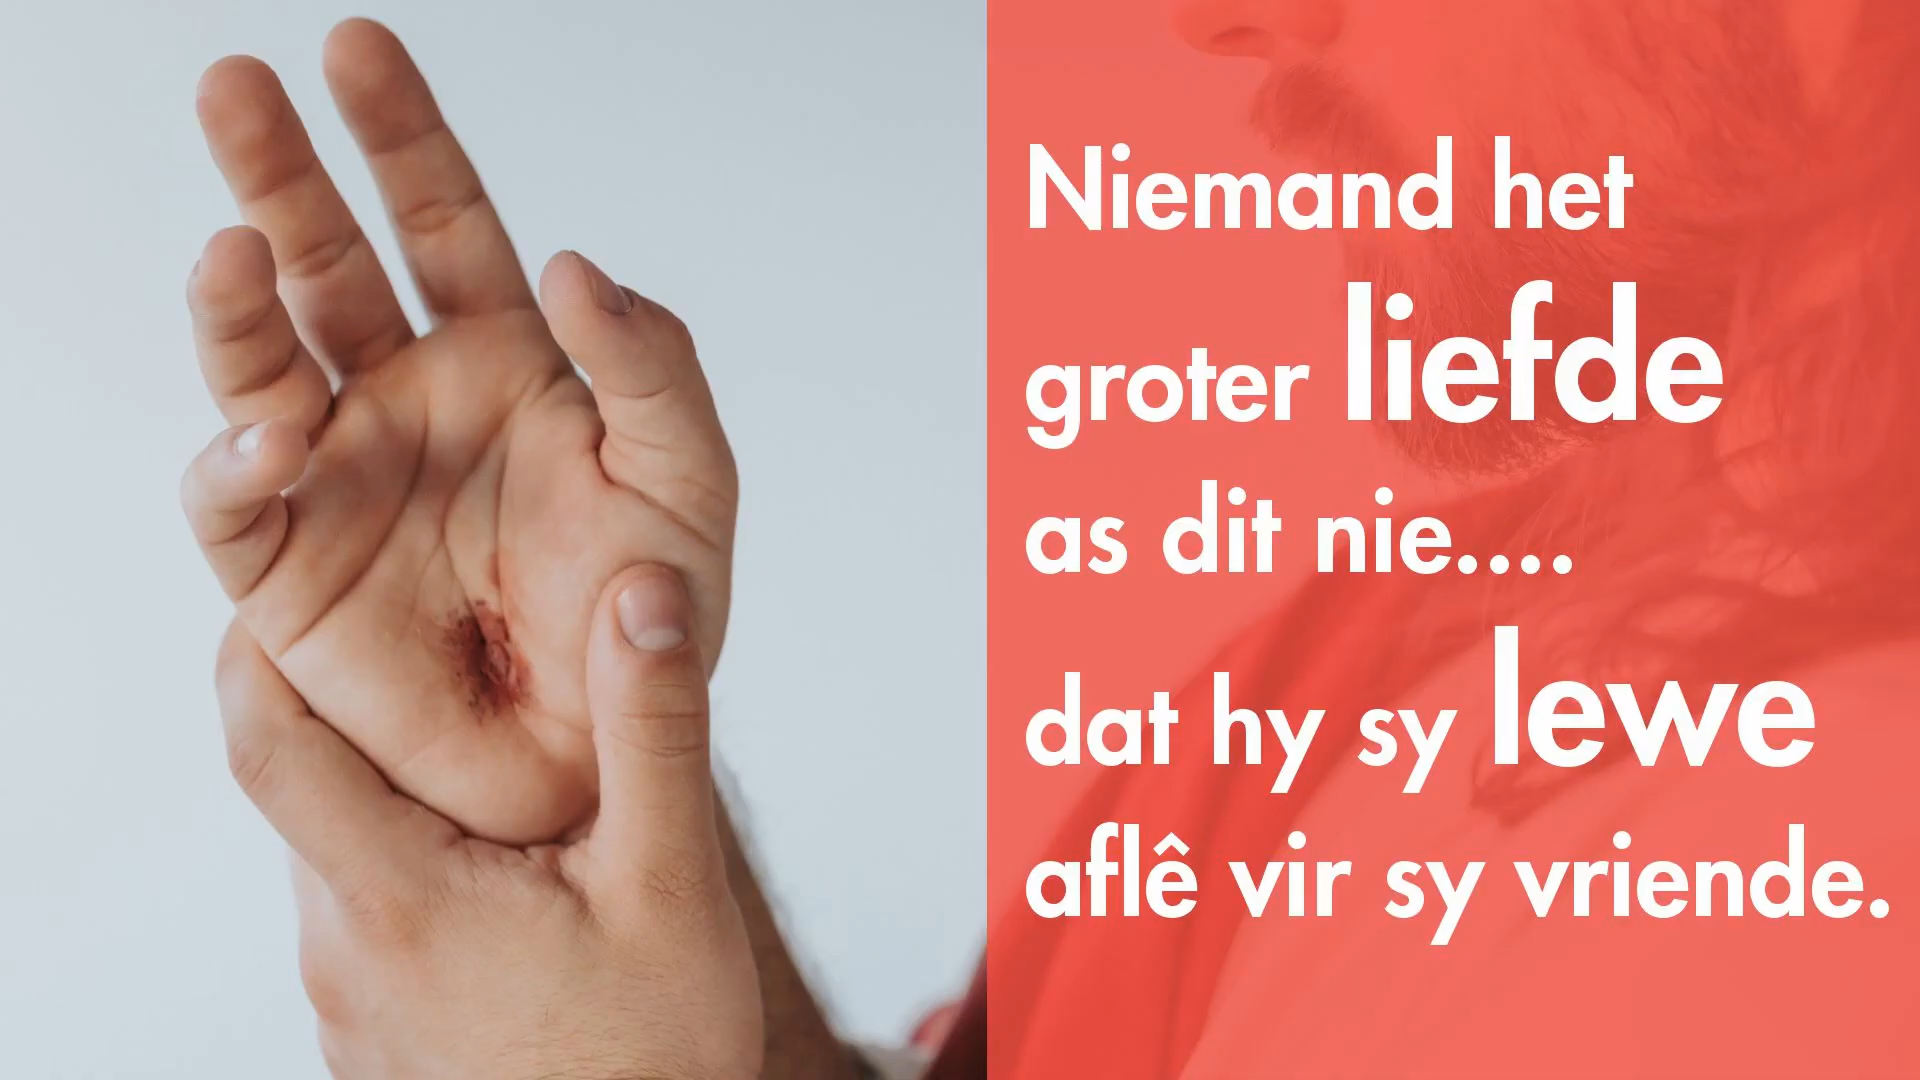 Niemand het
groter liefde
as dit nie....
dat hy sy lewe
aflê vir sy vriende.